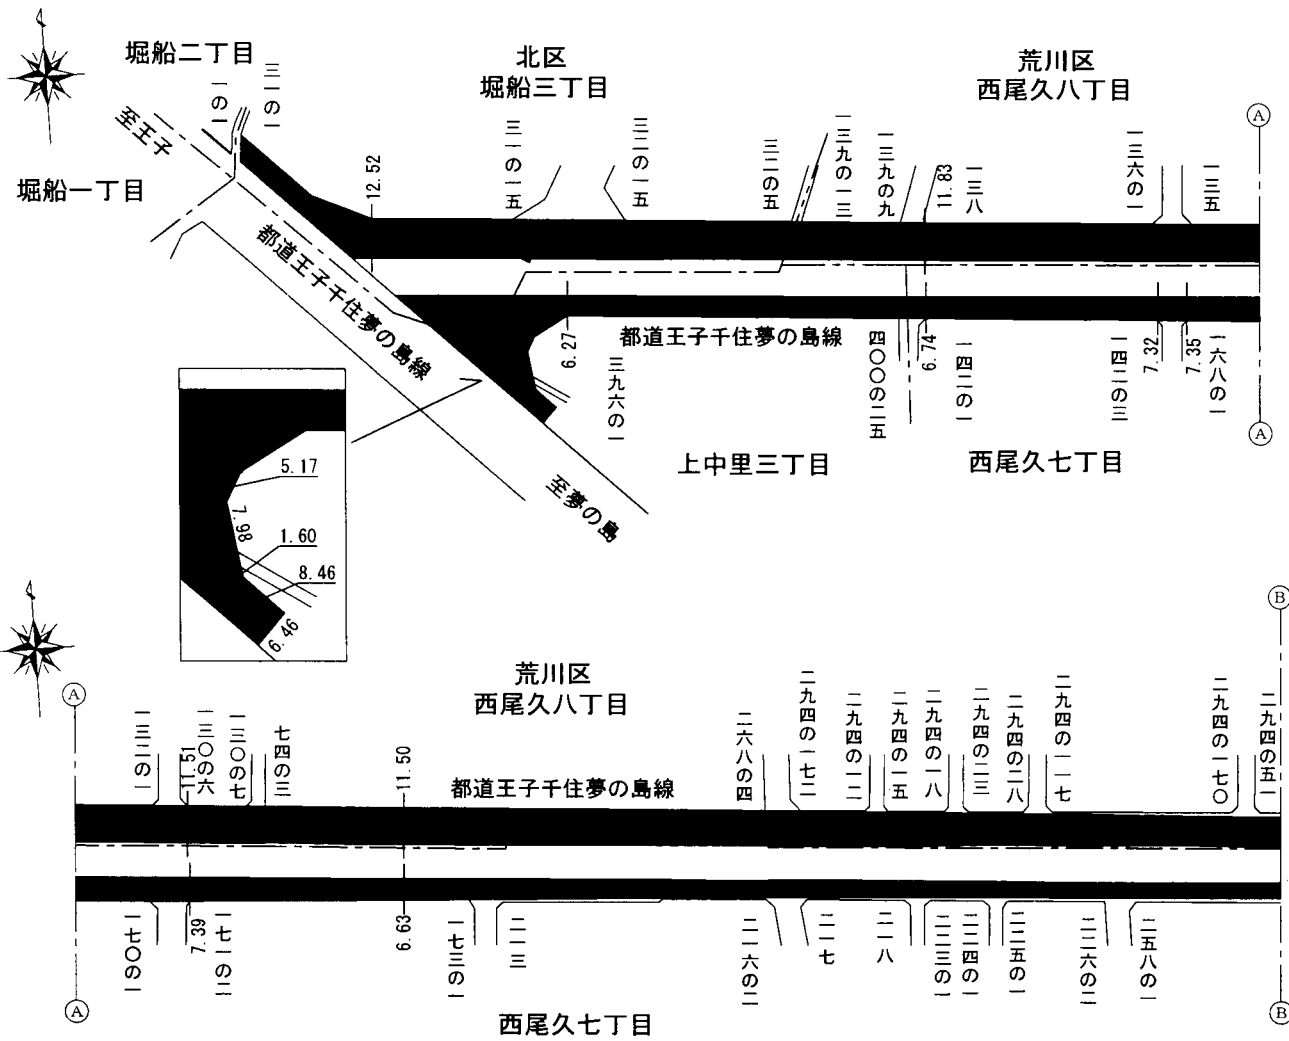 堀船二丁目
北区
堀船三丁目
荒川区
西尾久八丁目
一の一
三一の一
至王子
堀船一丁目
12.52
三一の一五
三二の一五
三二の五
一三九の一三
一三九の九
11.83
一三八
一三六の一
一三五
A
都道王子千住夢の島線
都道王子千住夢の島線
6.27
三九六の一
四〇〇の二五
6.74
一四二の一
一四二の三
7.32
7.35
一六八の一
A
上中里三丁目
西尾久七丁目
至夢の島
5.17
7.98
1.60
8.46
6.46
荒川区
西尾久八丁目
A
B
一三二の一
11.51
一三〇の六
一三〇の七
七四の三
11.50
都道王子千住夢の島線
二六八の四
二九四の一七二
二九四の一二
二九四の一五
二九四の一八
二九四の二三
二九四の二八
二九四の一一七
二九四の一七〇
二九四の五一
一七〇の一
7.39
一七一の二
6.63
一七三の一
二一三
二一六の二
二一七
二一八
二二三の一
二二四の一
二二五の一
二二六の二
二五八の一
A
B
西尾久七丁目